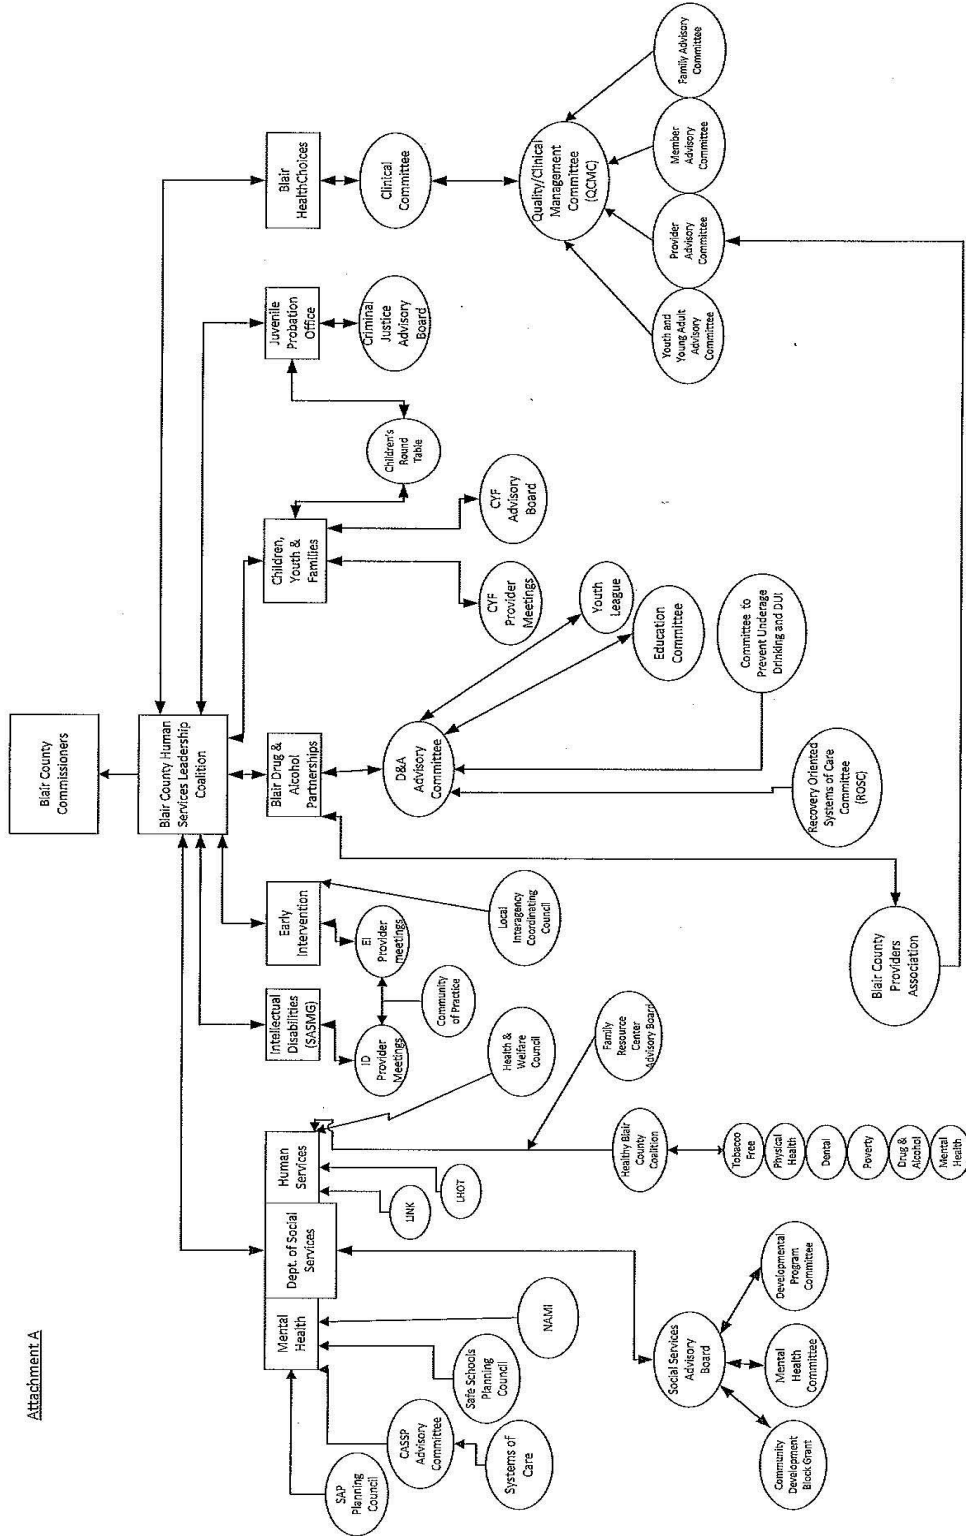 Attachment A
Blair County
Commissioners
Blair County Human
Services Leadership
Coalition
Mental
Health
Dept. of Social
Services
Human
Services
Intellectual
Disabilities
(SASMG)
Early
Intervention
Blair Drug &
Alcohol
Partnerships
Children,
Youth &
Families
Juvenile
Probation
Office
Blair
HealthChoices
SAP
Planning
Council
CASSP
Advisory
Committee
Systems of
Care
Safe Schools
Planning
Council
NAMI
LINK
LHOT
ID
Provider
Meetings
EI
Provider meetings
Community
of Practice
Local
Interagency
Coordinating
Council
Health &
Welfare
Council
Family
Resource
Center
Advisory Board
D&A
Advisory
Committee
CYF
Provider
Meetings
CYF
Advisory
Board
Children's
Round
Table
Criminal
Justice
Advisory
Board
Clinical
Committee
Quality/Clinical
Management
Committee
(QCMC)
Youth
League
Education
Committee
Committee to
Prevent Underage
Drinking and DUI
Recovery Oriented
Systems of Care
Committee
(ROSC)
Youth and
Young Adult
Advisory
Committee
Provider
Advisory
Committee
Member
Advisory
Committee
Family Advisory
Committee
Social Services
Advisory
Board
Community
Development
Block Grant
Mental
Health
Committee
Developmental
Program
Committee
Healthy Blair
County
Coalition
Tobacco
Free
Physical
Health
Dental
Poverty
Drug &
Alcohol
Mental
Health
Blair County
Providers
Association